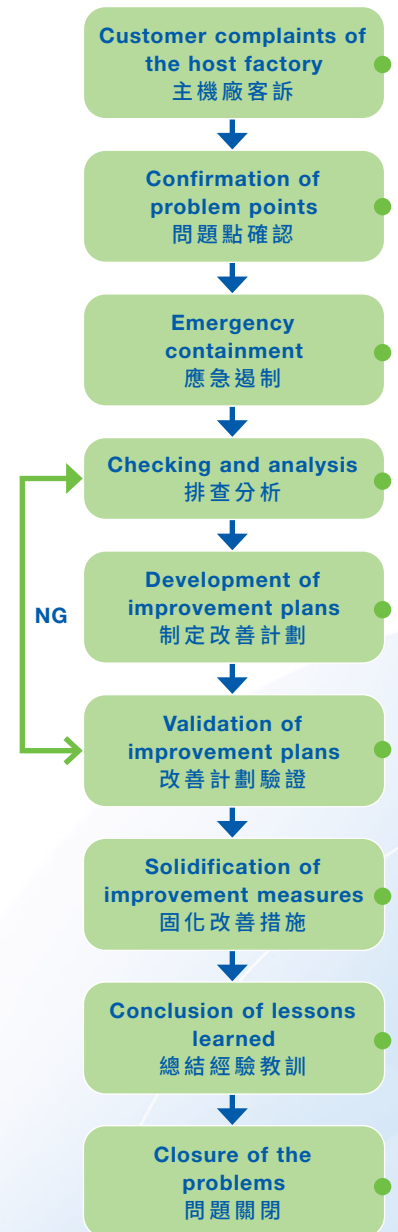 Customer complaints of
the host factory
主機廠客訴
Confirmation of
problem points
問題點確認
Emergency
containment
應急遏制
Checking and analysis
排查分析
Development of
improvement plans
制定改善計劃
NG
Validation of
improvement plans
改善計劃驗證
Solidification of
improvement measures
固化改善措施
Conclusion of lessons
learned
總結經驗教訓
Closure of the
problems
問題關閉